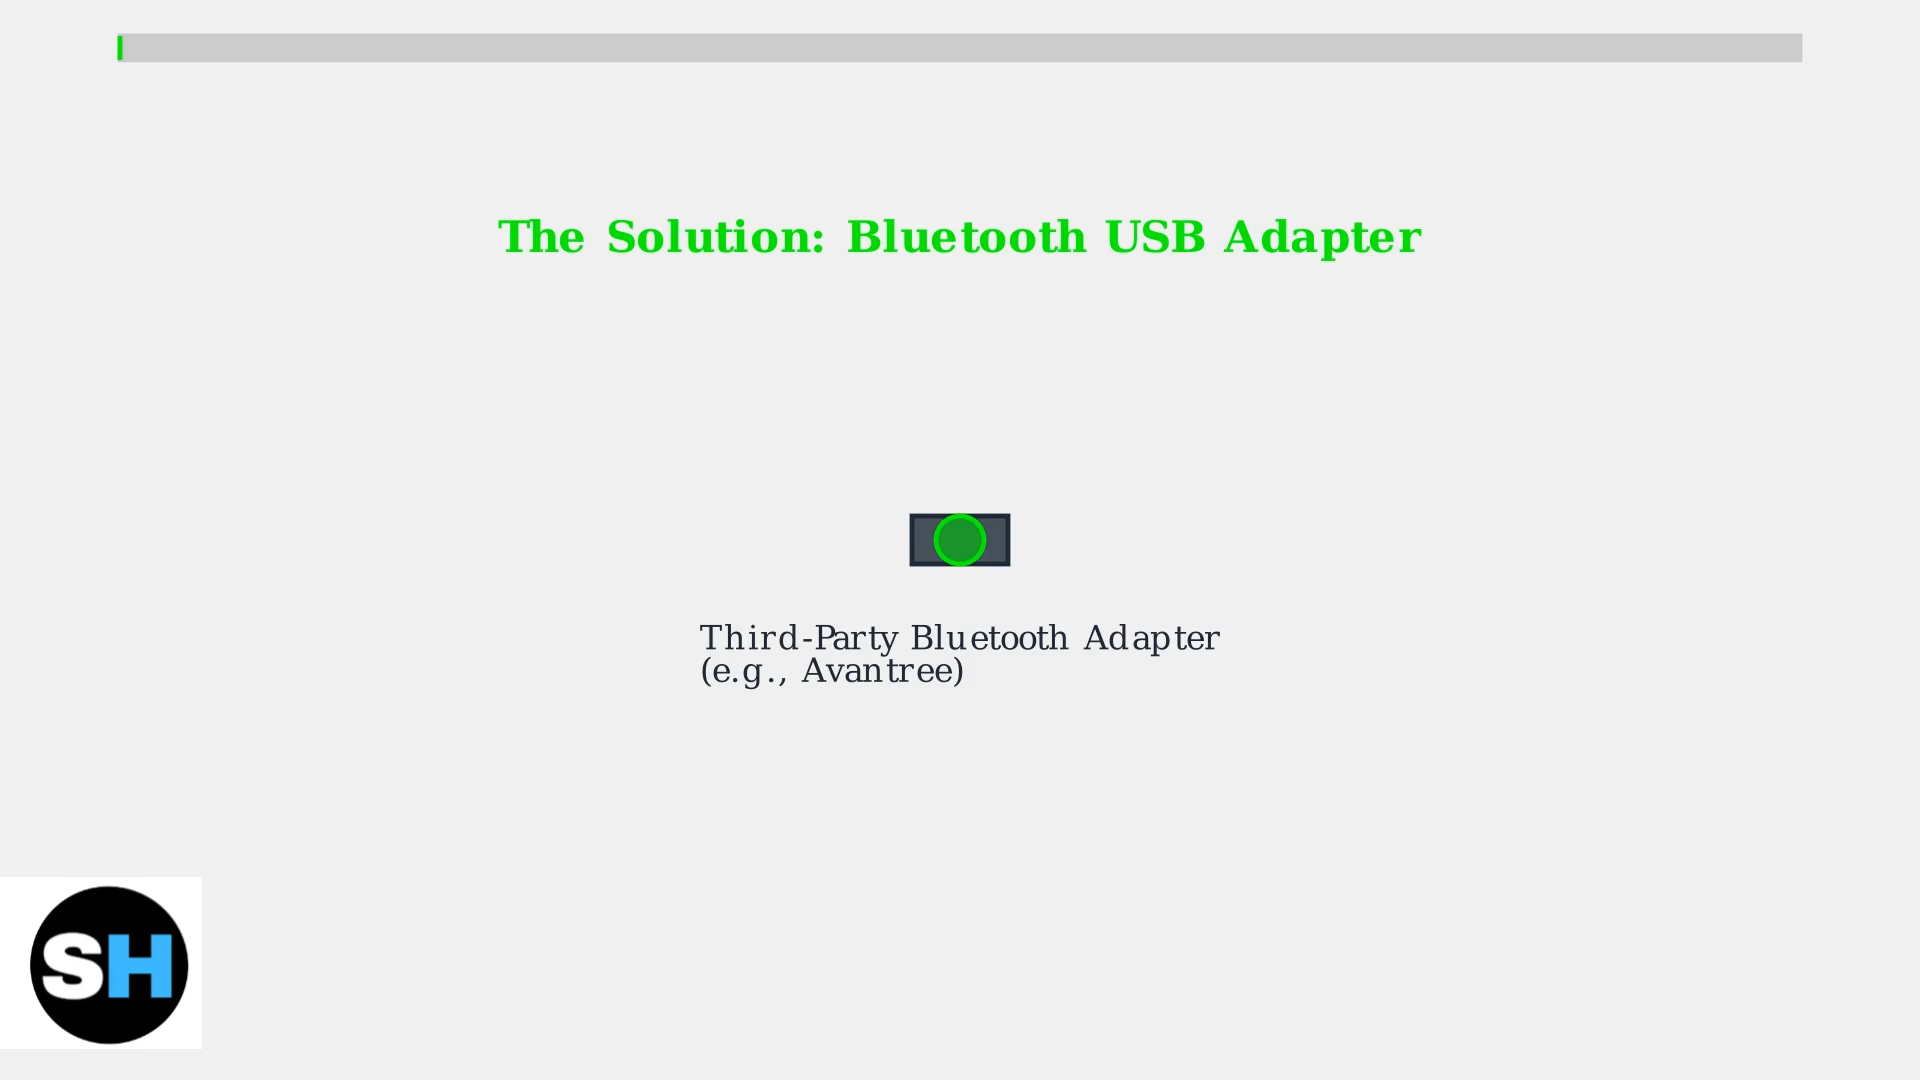 The Solution: Bluetooth USB Adapter
Third-Party Bluetooth Adapter
(e.g., Avantree)
SH